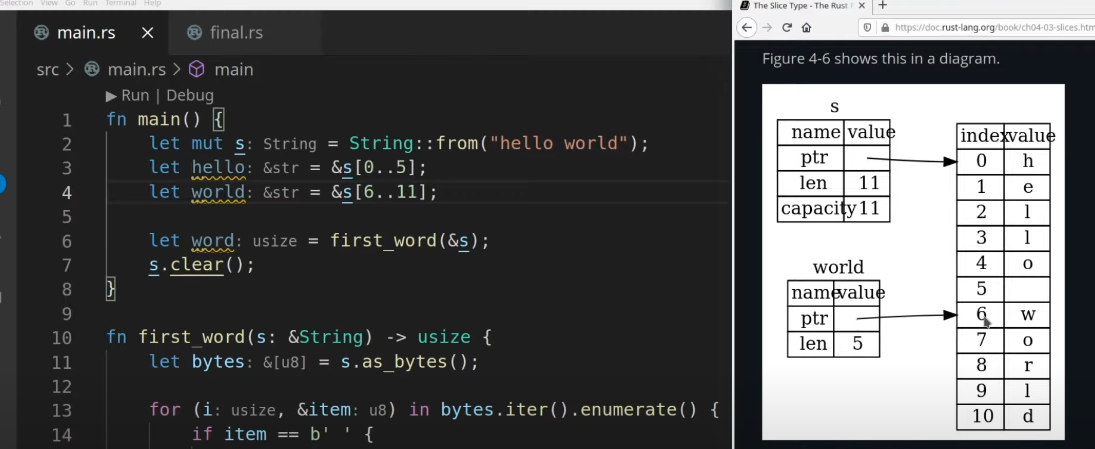 Selection View Go Run Terminal Help
main.rs × final.rs
src > main.rs > main
▶ Run | Debug
1 fn main() {
2 let mut s: String = String::from("hello world");
3 let hello: &str = &s[0..5];
4 let world: &str = &s[6..11];
5
6 let word: usize = first_word(&s);
7 s.clear();
8 }
9
10 fn first_word(s: &String) -> usize {
11 let bytes: &[u8] = s.as_bytes();
12
13 for (i: usize, &item: u8) in bytes.iter().enumerate() {
14 if item == b' ' {
The Slice Type - The Rust × +
https://doc.rust-lang.org/book/ch04-03-slices.htm
Figure 4-6 shows this in a diagram.
s
name value
ptr
len 11
capacity 11
world
name value
ptr
len 5
index value
0 h
1 e
2 l
3 l
4 o
5
6 w
7 o
8 r
9 l
10 d